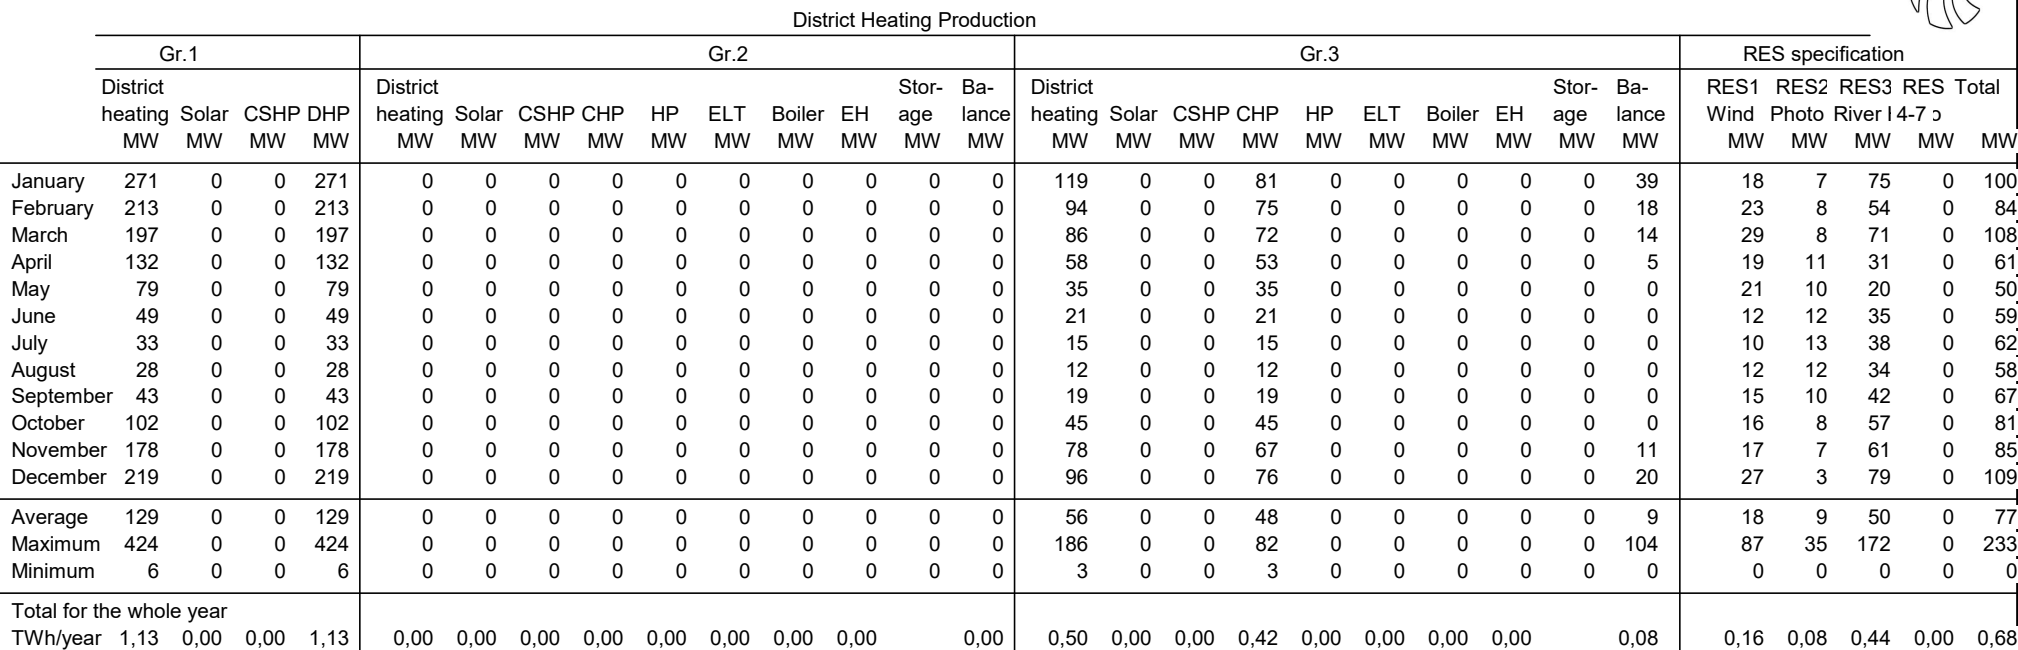 District Heating Production
Gr.1 Gr.2 Gr.3 RES specification
District District Stor- Ba- District Stor- Ba- RES1 RES2 RES3 RES Total
heating Solar CSHP DHP heating Solar CSHP CHP HP ELT Boiler EH age lance heating Solar CSHP CHP HP ELT Boiler EH age lance Wind Photo River 4-7
MW MW MW MW MW MW MW MW MW MW MW MW MW MW MW MW MW MW MW MW MW MW MW MW MW MW MW MW MW
January 271 0 0 271 0 0 0 0 0 0 0 0 0 0 119 0 0 81 0 0 0 0 0 39 18 7 75 0 100
February 213 0 0 213 0 0 0 0 0 0 0 0 0 0 94 0 0 75 0 0 0 0 0 18 23 8 54 0 84
March 197 0 0 197 0 0 0 0 0 0 0 0 0 0 86 0 0 72 0 0 0 0 0 14 29 8 71 0 108
April 132 0 0 132 0 0 0 0 0 0 0 0 0 0 58 0 0 53 0 0 0 0 0 5 19 11 31 0 61
May 79 0 0 79 0 0 0 0 0 0 0 0 0 0 35 0 0 35 0 0 0 0 0 0 21 10 20 0 50
June 49 0 0 49 0 0 0 0 0 0 0 0 0 0 21 0 0 21 0 0 0 0 0 0 12 12 35 0 59
July 33 0 0 33 0 0 0 0 0 0 0 0 0 0 15 0 0 15 0 0 0 0 0 0 10 13 38 0 62
August 28 0 0 28 0 0 0 0 0 0 0 0 0 0 12 0 0 12 0 0 0 0 0 0 12 12 34 0 58
September 43 0 0 43 0 0 0 0 0 0 0 0 0 0 19 0 0 19 0 0 0 0 0 0 15 10 42 0 67
October 102 0 0 102 0 0 0 0 0 0 0 0 0 0 45 0 0 45 0 0 0 0 0 0 16 8 57 0 81
November 178 0 0 178 0 0 0 0 0 0 0 0 0 0 78 0 0 67 0 0 0 0 0 11 17 7 61 0 85
December 219 0 0 219 0 0 0 0 0 0 0 0 0 0 96 0 0 76 0 0 0 0 0 20 27 3 79 0 109
Average 129 0 0 129 0 0 0 0 0 0 0 0 0 0 56 0 0 48 0 0 0 0 0 9 18 9 50 0 77
Maximum 424 0 0 424 0 0 0 0 0 0 0 0 0 0 186 0 0 82 0 0 0 0 0 104 87 35 172 0 233
Minimum 6 0 0 6 0 0 0 0 0 0 0 0 0 0 3 0 0 3 0 0 0 0 0 0 0 0 0 0 0
Total for the whole year
TWh/year 1,13 0,00 0,00 1,13 0,00 0,00 0,00 0,00 0,00 0,00 0,00 0,00 0,00 0,50 0,00 0,00 0,42 0,00 0,00 0,00 0,00 0,08 0,16 0,08 0,44 0,00 0,68